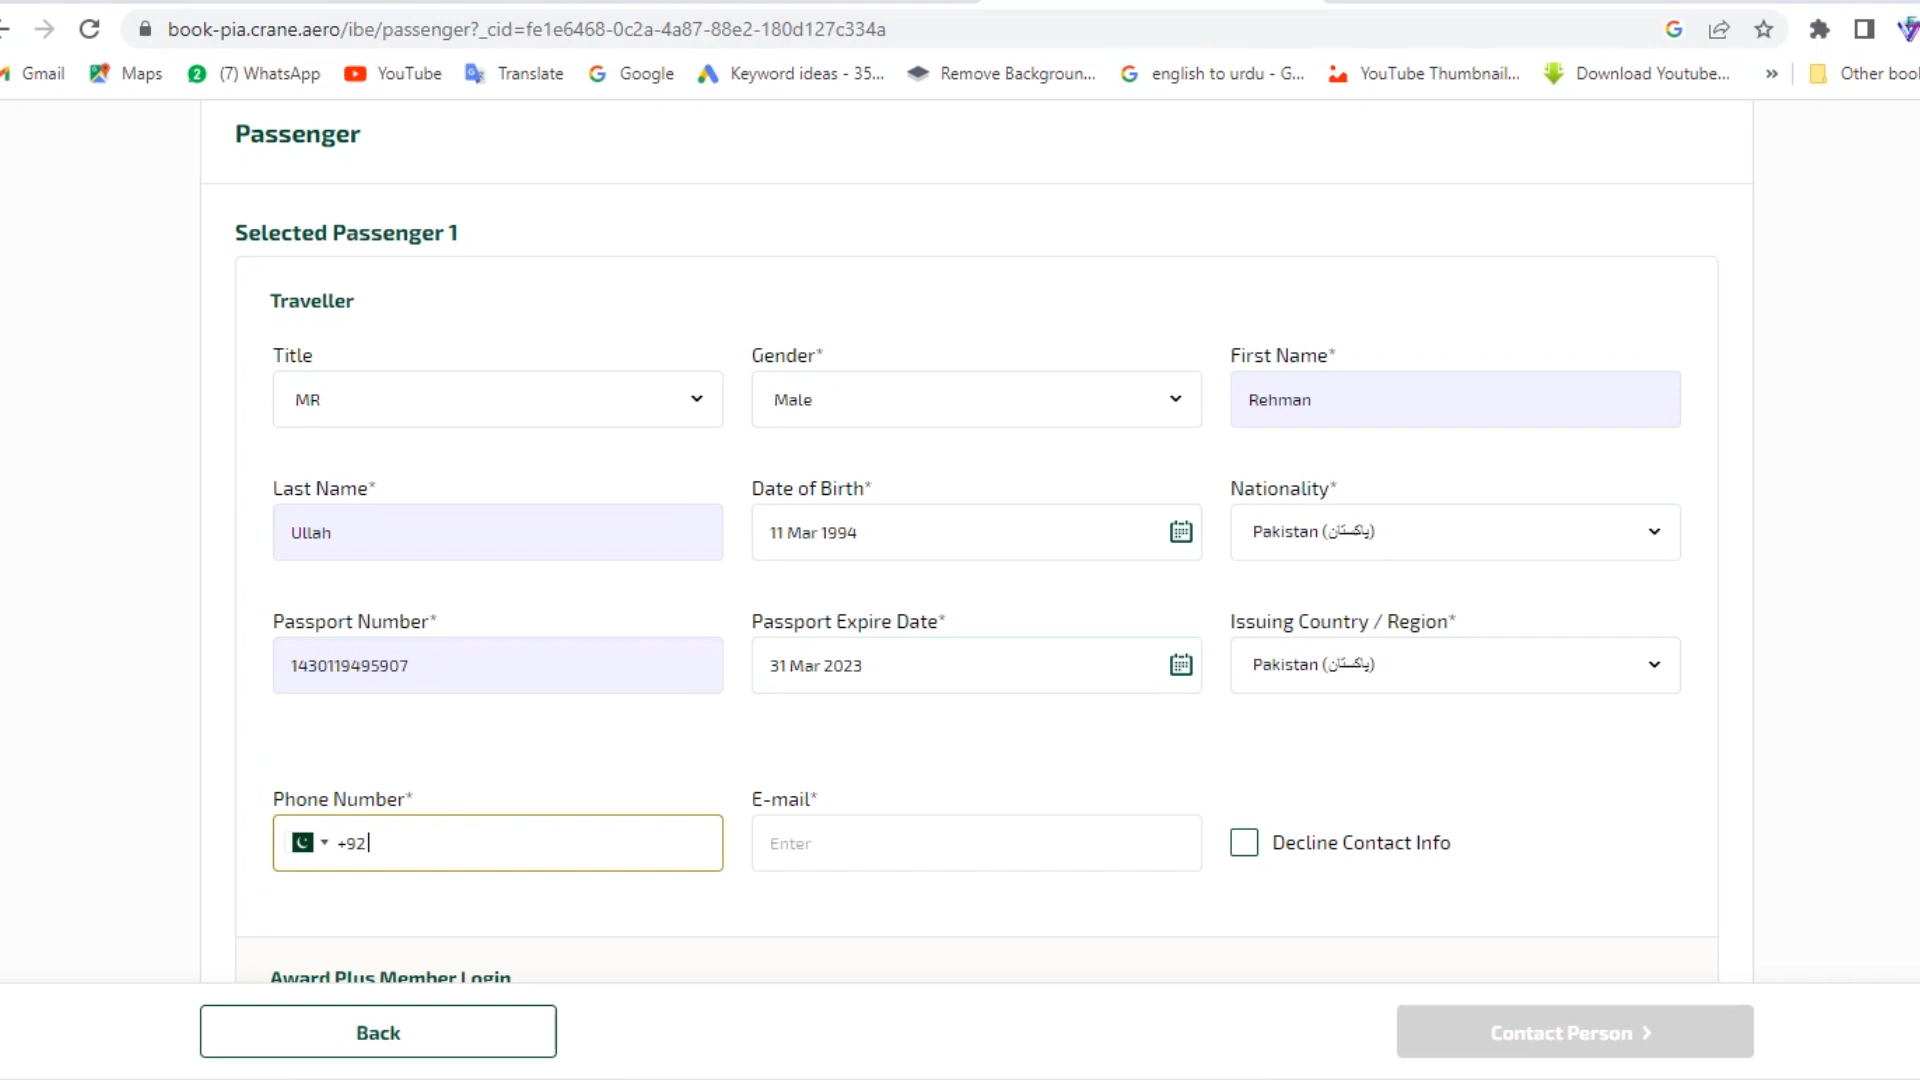 book-pia.crane.aero/ibe/passenger?_cid=fe1e6468-0c2a-4a87-88e2-180d127c334a
Gmail Maps (7) WhatsApp YouTube Translate Google Keyword ideas - 35... Remove Backgroun... english to urdu - G... YouTube Thumbnail... Download Youtube... » Other book
Passenger
Selected Passenger 1
Traveller
Title Gender* First Name*
MR Male Rehman
Last Name* Date of Birth* Nationality*
Ullah 11 Mar 1994 Pakistan (پاکستان)
Passport Number* Passport Expire Date* Issuing Country / Region*
1430119495907 31 Mar 2023 Pakistan (پاکستان)
Phone Number* E-mail*
+92 Enter Decline Contact Info
Award Plus Member Login
Back Contact Person >